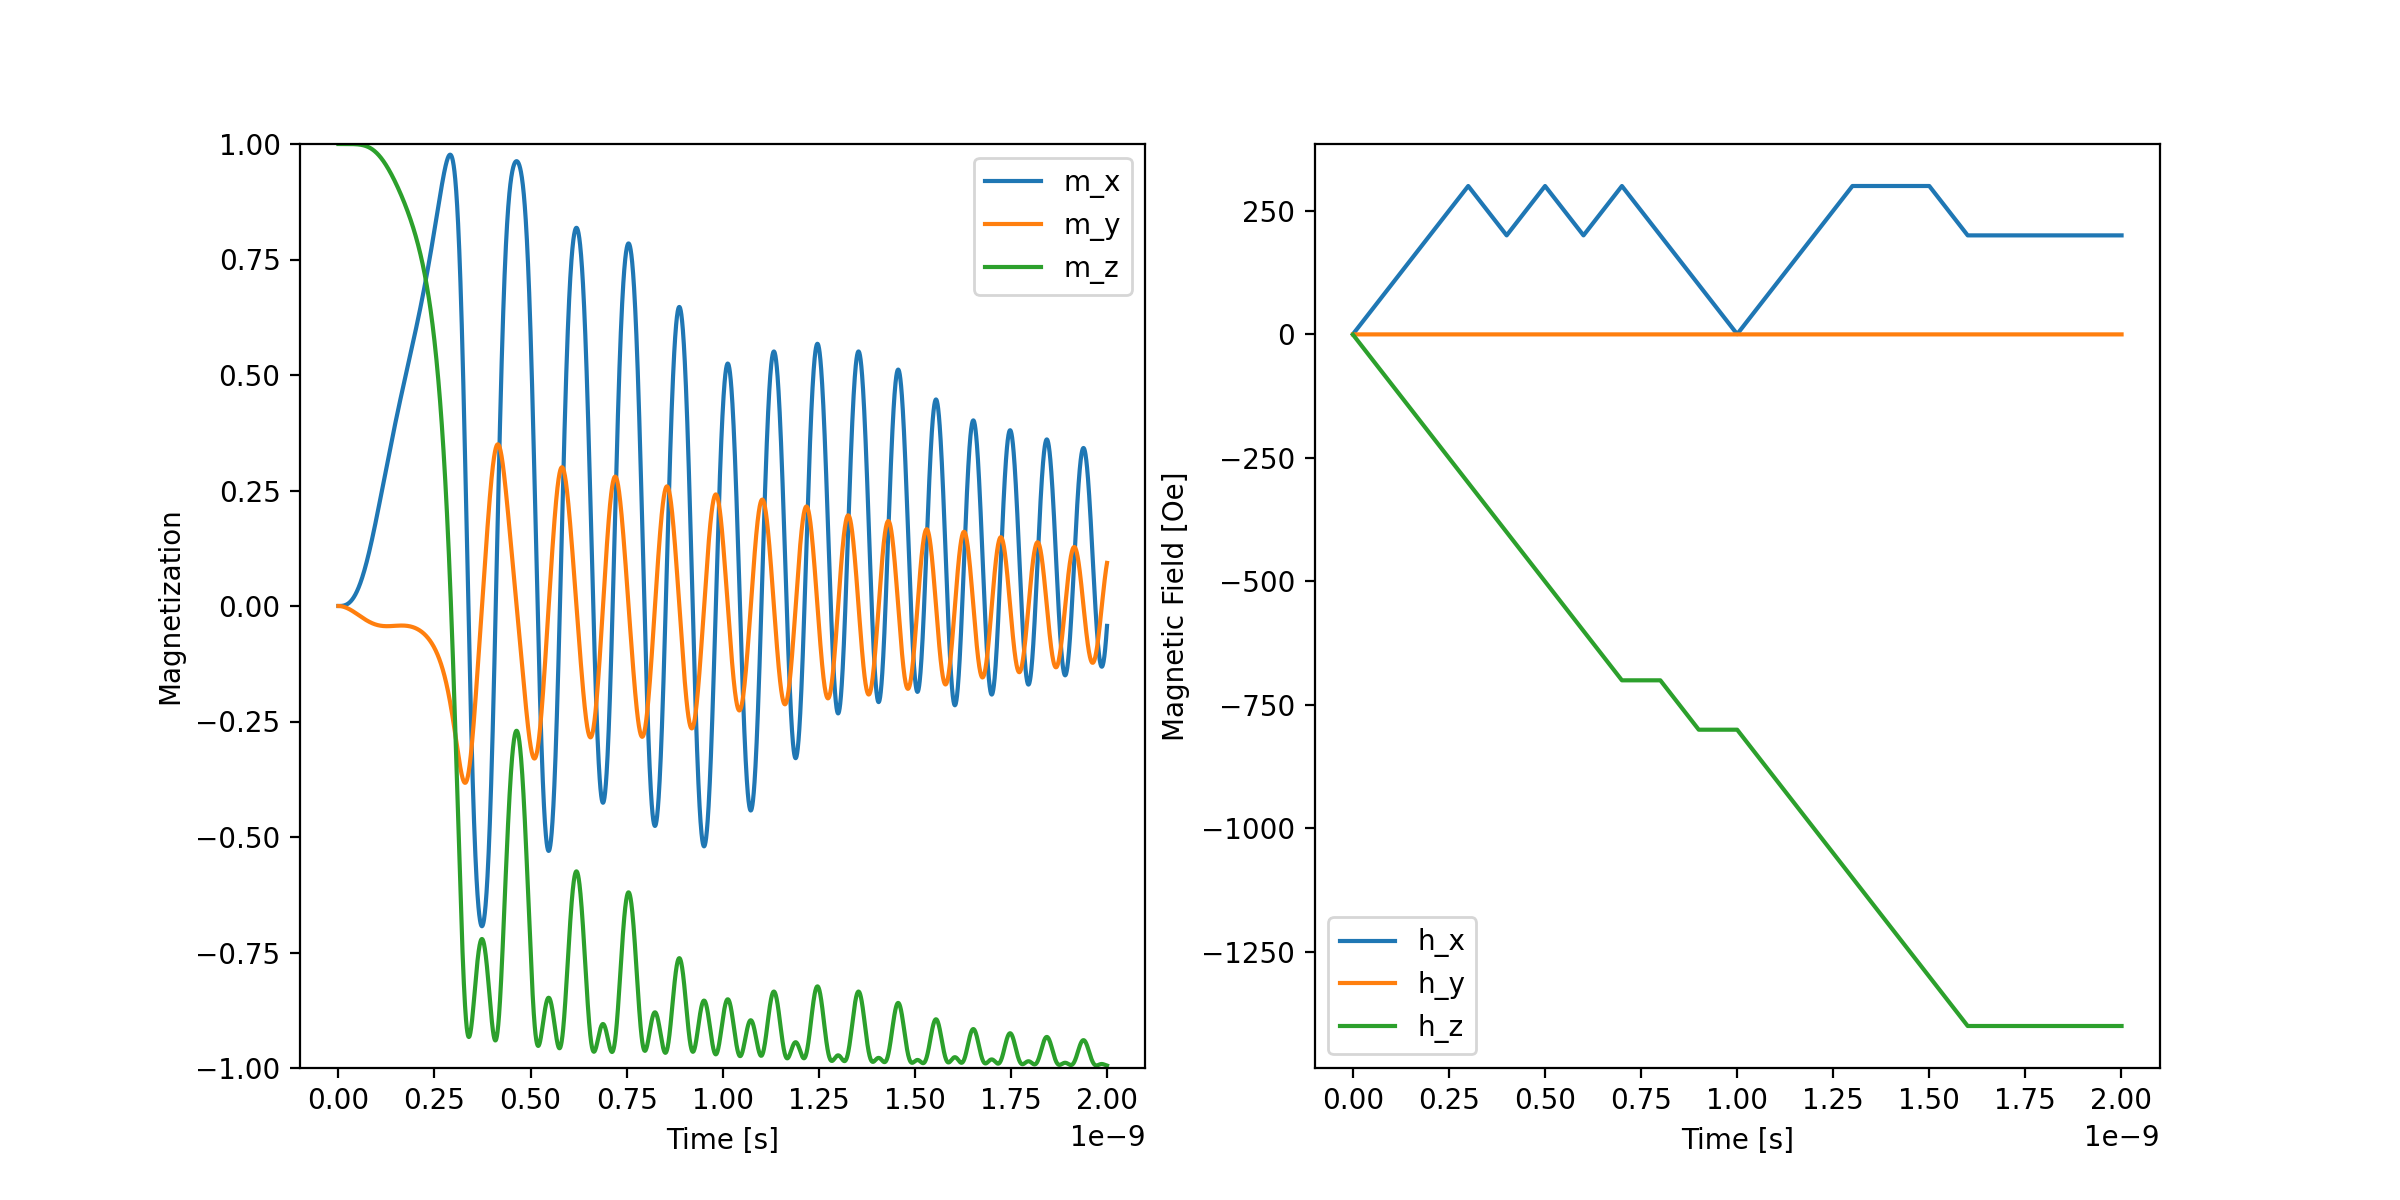 1.00
0.75
0.50
0.25
0.00
−0.25
−0.50
−0.75
−1.00
Magnetization
m_x
m_y
m_z
0.00 0.25 0.50 0.75 1.00 1.25 1.50 1.75 2.00
Time [s]
1e−9
250
0
−250
−500
−750
−1000
−1250
Magnetic Field [Oe]
h_x
h_y
h_z
0.00 0.25 0.50 0.75 1.00 1.25 1.50 1.75 2.00
Time [s]
1e−9